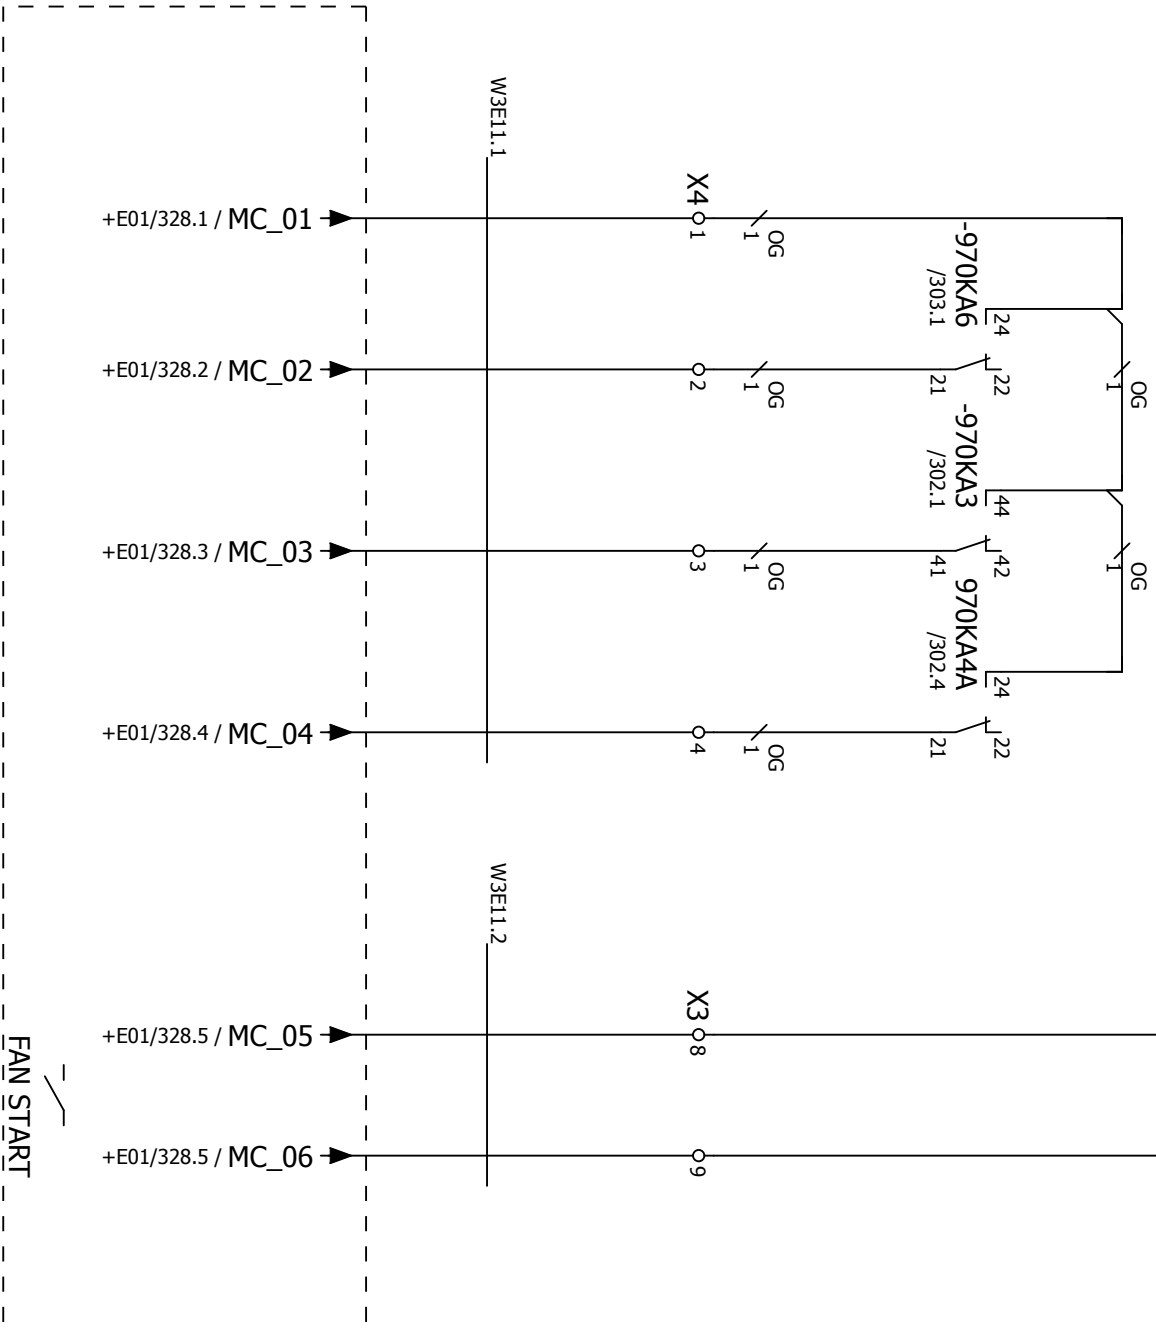 W3E11.1
+E01/328.1 / MC_01
X4
1
1
OG
-970KA6
/303.1
24
+E01/328.2 / MC_02
2
1
OG
21
22
1
OG
-970KA3
/302.1
44
+E01/328.3 / MC_03
3
1
OG
41
42
1
OG
970KA4A
/302.4
24
+E01/328.4 / MC_04
4
1
OG
21
22
W3E11.2
+E01/328.5 / MC_05
X3
8
FAN START
+E01/328.5 / MC_06
9